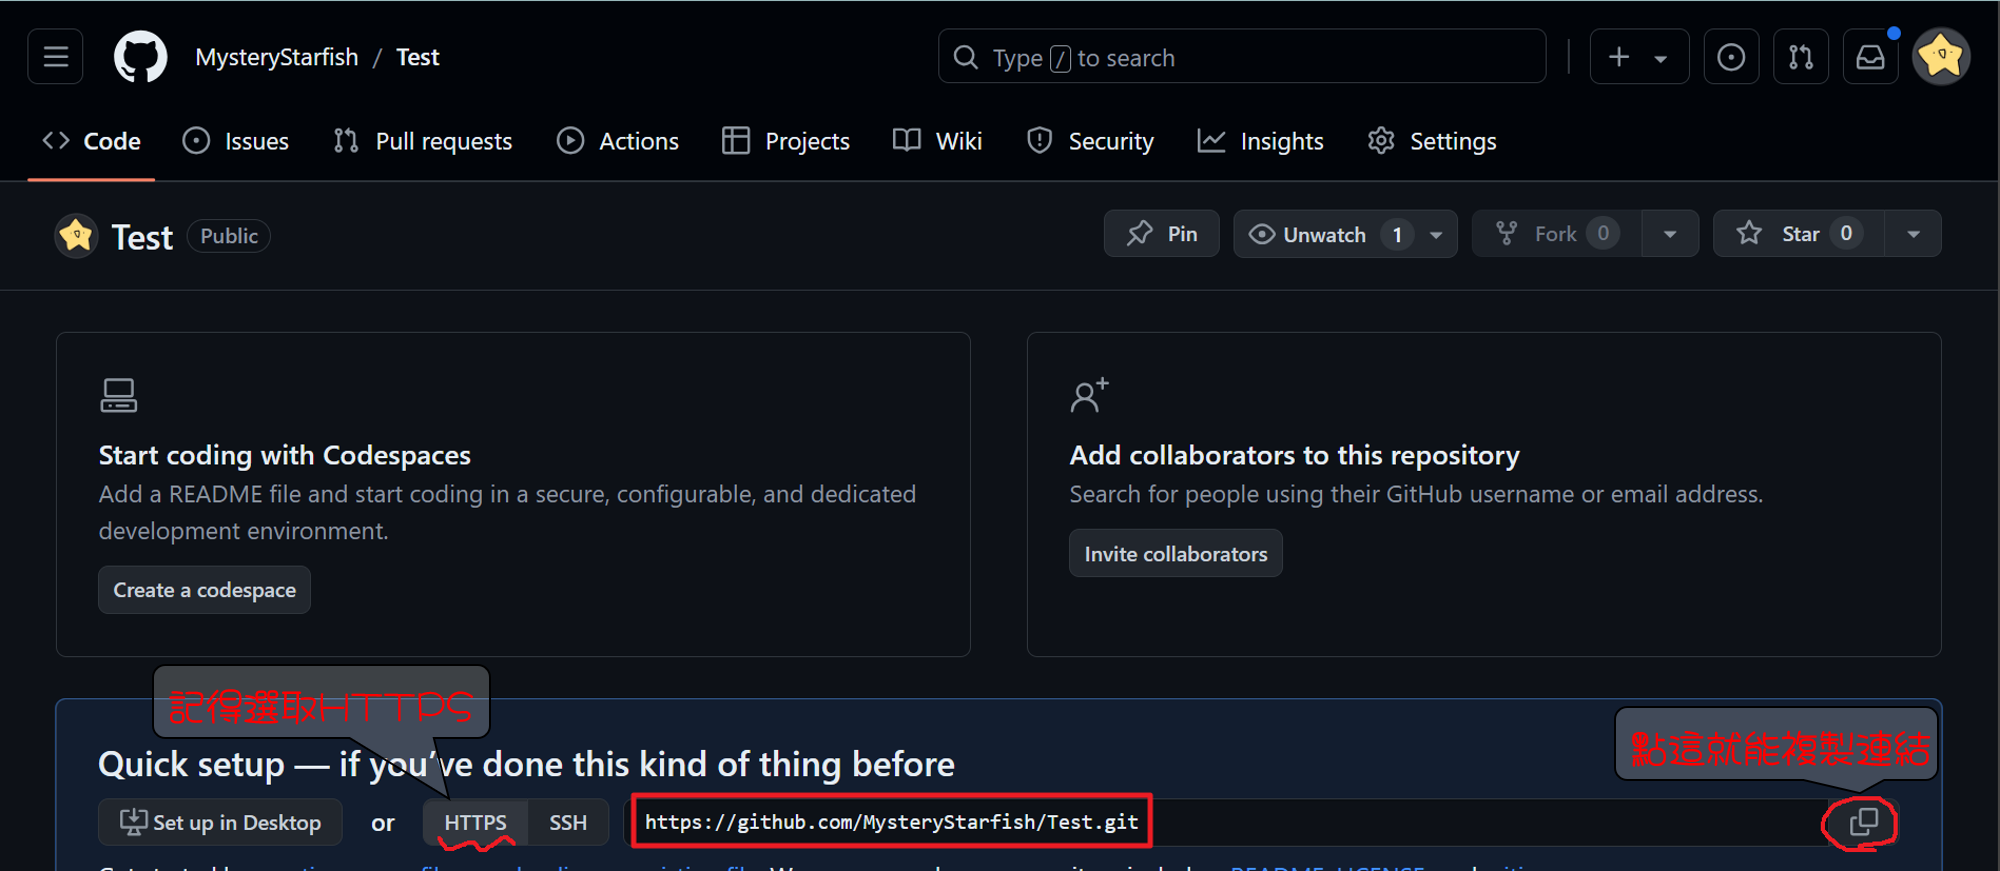 MysteryStarfish / Test
Type / to search
Code
Issues
Pull requests
Actions
Projects
Wiki
Security
Insights
Settings
Test Public
Pin
Unwatch 1
Fork 0
Star 0
Start coding with Codespaces
Add a README file and start coding in a secure, configurable, and dedicated
development environment.
Create a codespace
Add collaborators to this repository
Search for people using their GitHub username or email address.
Invite collaborators
記得選取HTTPS
點這就能複製連結
Quick setup — if you’ve done this kind of thing before
Set up in Desktop
or
HTTPS
SSH
https://github.com/MysteryStarfish/Test.git